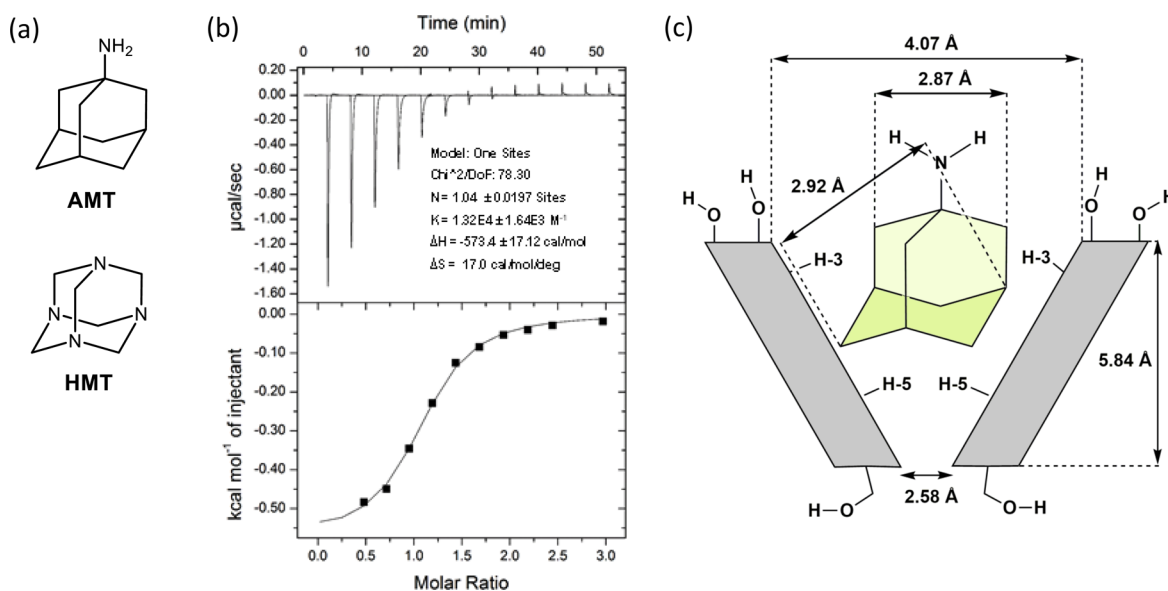 (a)
NH₂
AMT
N
N
N
N
HMT
(b)
Time (min)
0 10 20 30 40 50
0.20
0.00
-0.20
-0.40
-0.60
-0.80
-1.00
-1.20
-1.40
-1.60
µcal/sec
Model: One Sites
Chi^2/DoF: 78.30
N = 1.04 ±0.0197 Sites
K = 1.32E4 ±1.64E3 M⁻¹
ΔH = -573.4 ±17.12 cal/mol
ΔS = 17.0 cal/mol/deg
0.00
-0.10
-0.20
-0.30
-0.40
-0.50
kcal mol⁻¹ of injectant
0.0 0.5 1.0 1.5 2.0 2.5 3.0
Molar Ratio
(c)
4.07 Å
2.87 Å
H H
N
2.92 Å
H H
O O
H H
O O
H-3 H-3
5.84 Å
H-5 H-5
2.58 Å
H–O O–H